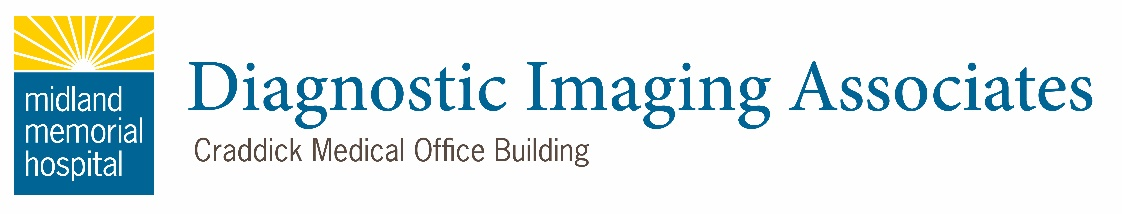 midland
memorial
hospital
Diagnostic Imaging Associates
Craddick Medical Office Building